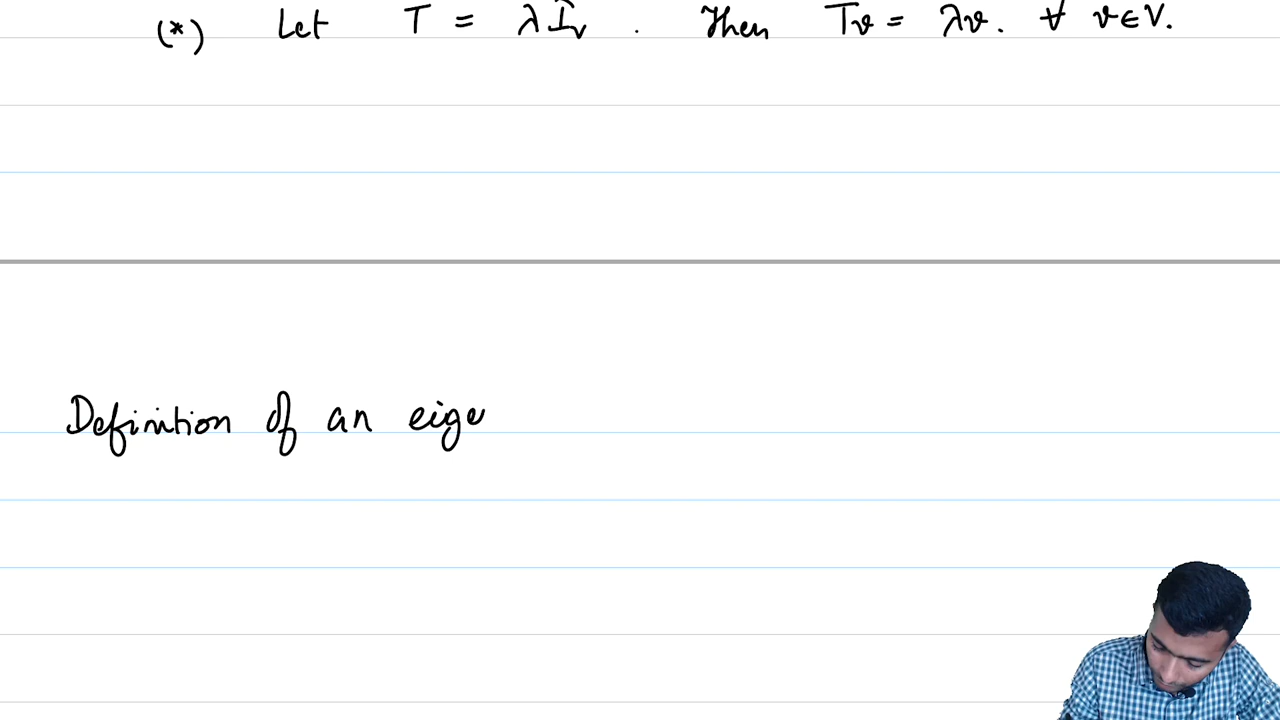 (*) Let T = λI_v . Then Tv = λv. ∀ v∈V.
Definition of an eige